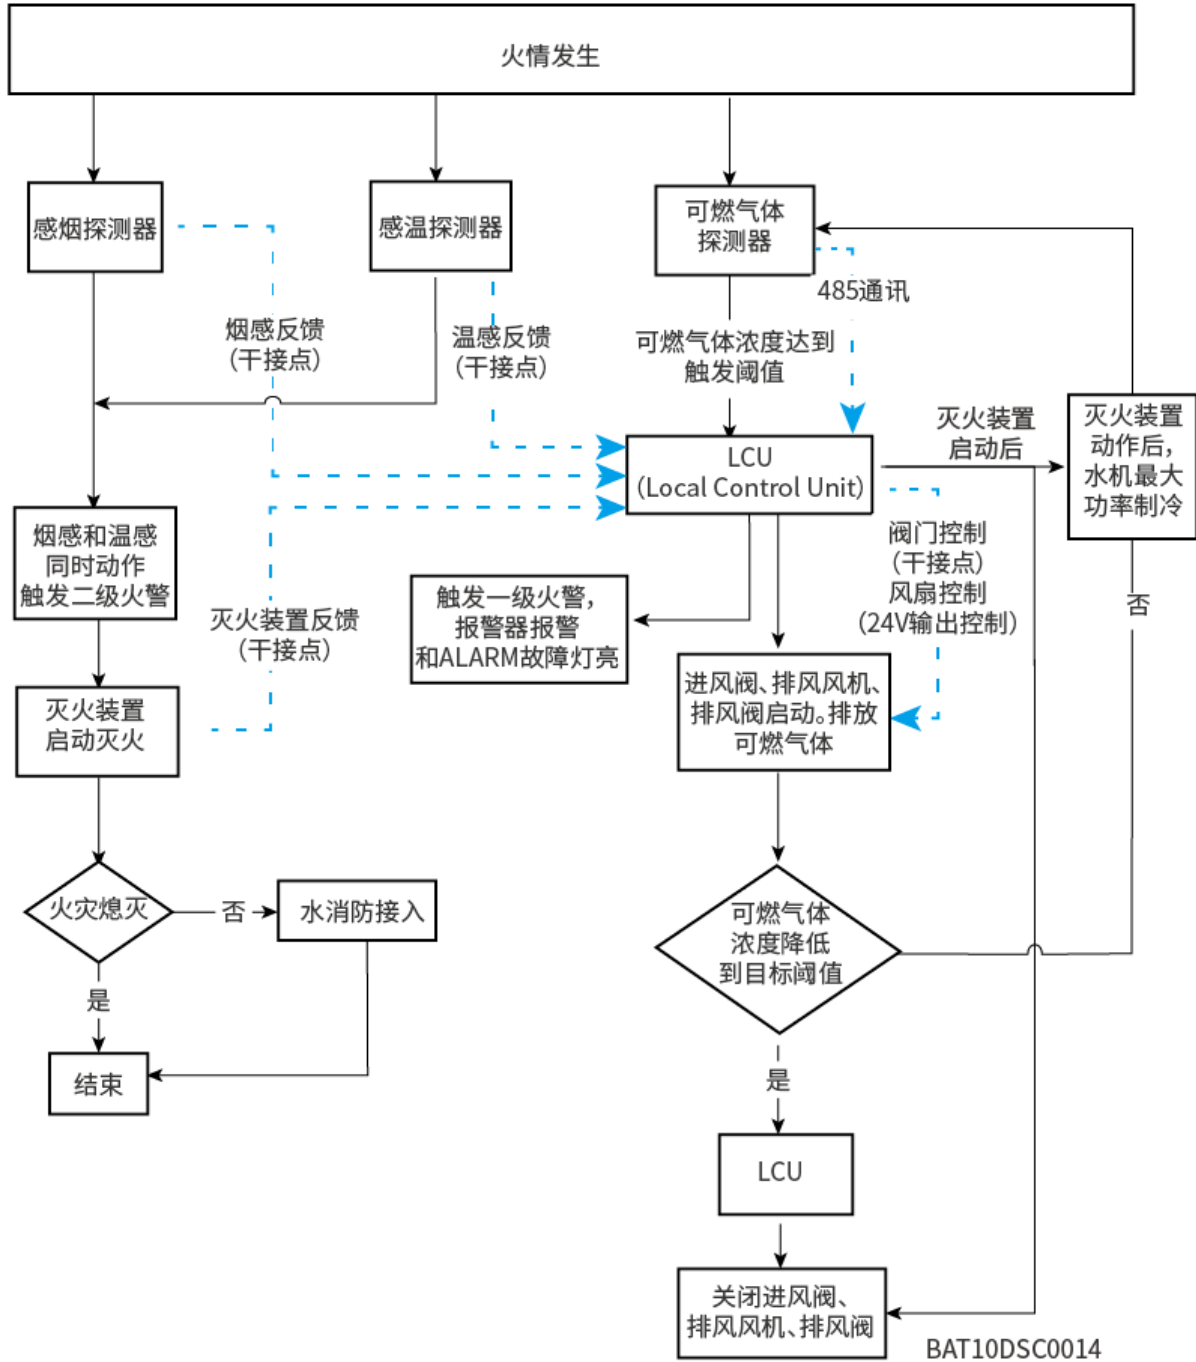 火情发生
感烟探测器
感温探测器
可燃气体
探测器
485通讯
烟感反馈
（干接点）
温感反馈
（干接点）
可燃气体浓度达到
触发阈值
LCU
（Local Control Unit）
灭火装置
启动后
灭火装置
动作后，
水机最大
功率制冷
烟感和温感
同时动作
触发二级火警
灭火装置反馈
（干接点）
触发一级火警，
报警器报警
和ALARM故障灯亮
阀门控制
（干接点）
风扇控制
（24V输出控制）
否
灭火装置
启动灭火
进风阀、排风风机、
排风阀启动。排放
可燃气体
火灾熄灭
否
水消防接入
可燃气体
浓度降低
到目标阈值
是
结束
是
LCU
关闭进风阀、
排风风机、排风阀
BAT10DSC0014